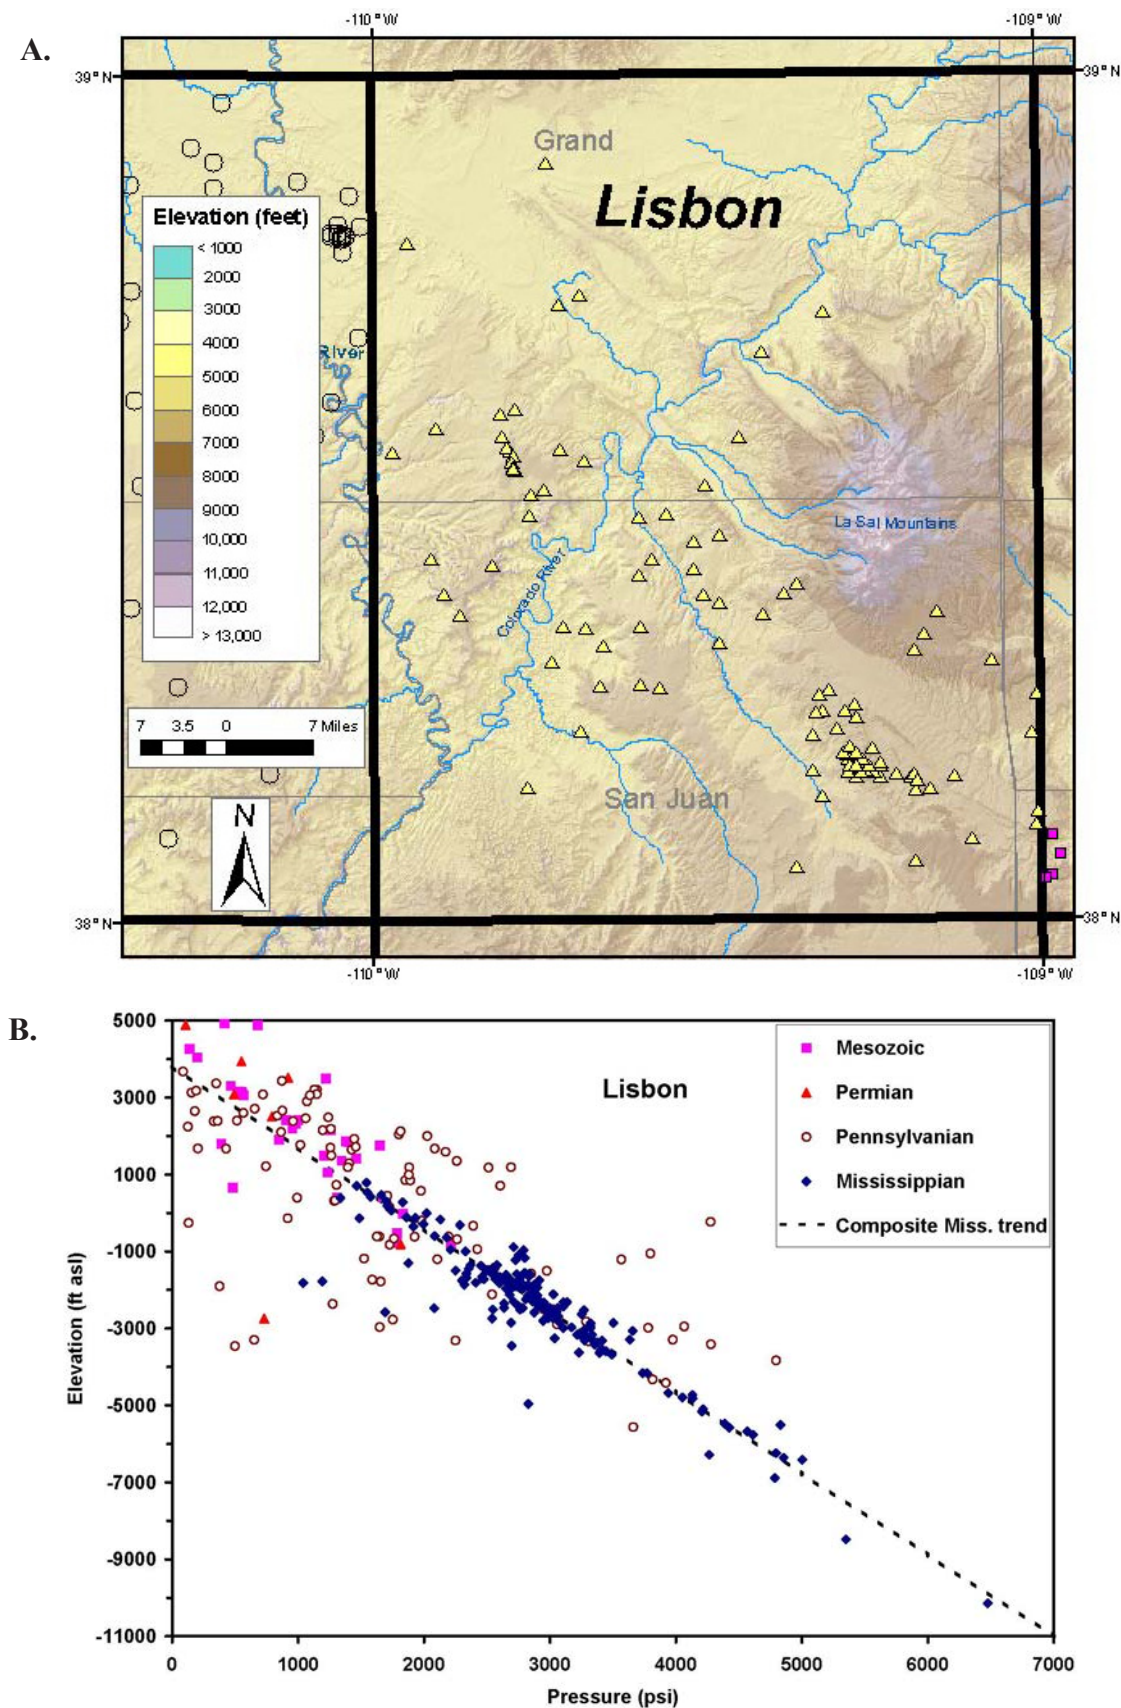 A.
-110° W
-109° W
39° N
39° N
Grand
Lisbon
Elevation (feet)
< 1000
2000
3000
4000
5000
6000
7000
8000
9000
10,000
11,000
12,000
> 13,000
River
La Sal Mountains
Colorado River
7 3.5 0 7 Miles
San Juan
N
38° N
38° N
-110° W
-109° W
B.
5000
3000
1000
-1000
-3000
-5000
-7000
-9000
-11000
Elevation (ft asl)
Lisbon
Mesozoic
Permian
Pennsylvanian
Mississippian
Composite Miss. trend
0 1000 2000 3000 4000 5000 6000 7000
Pressure (psi)